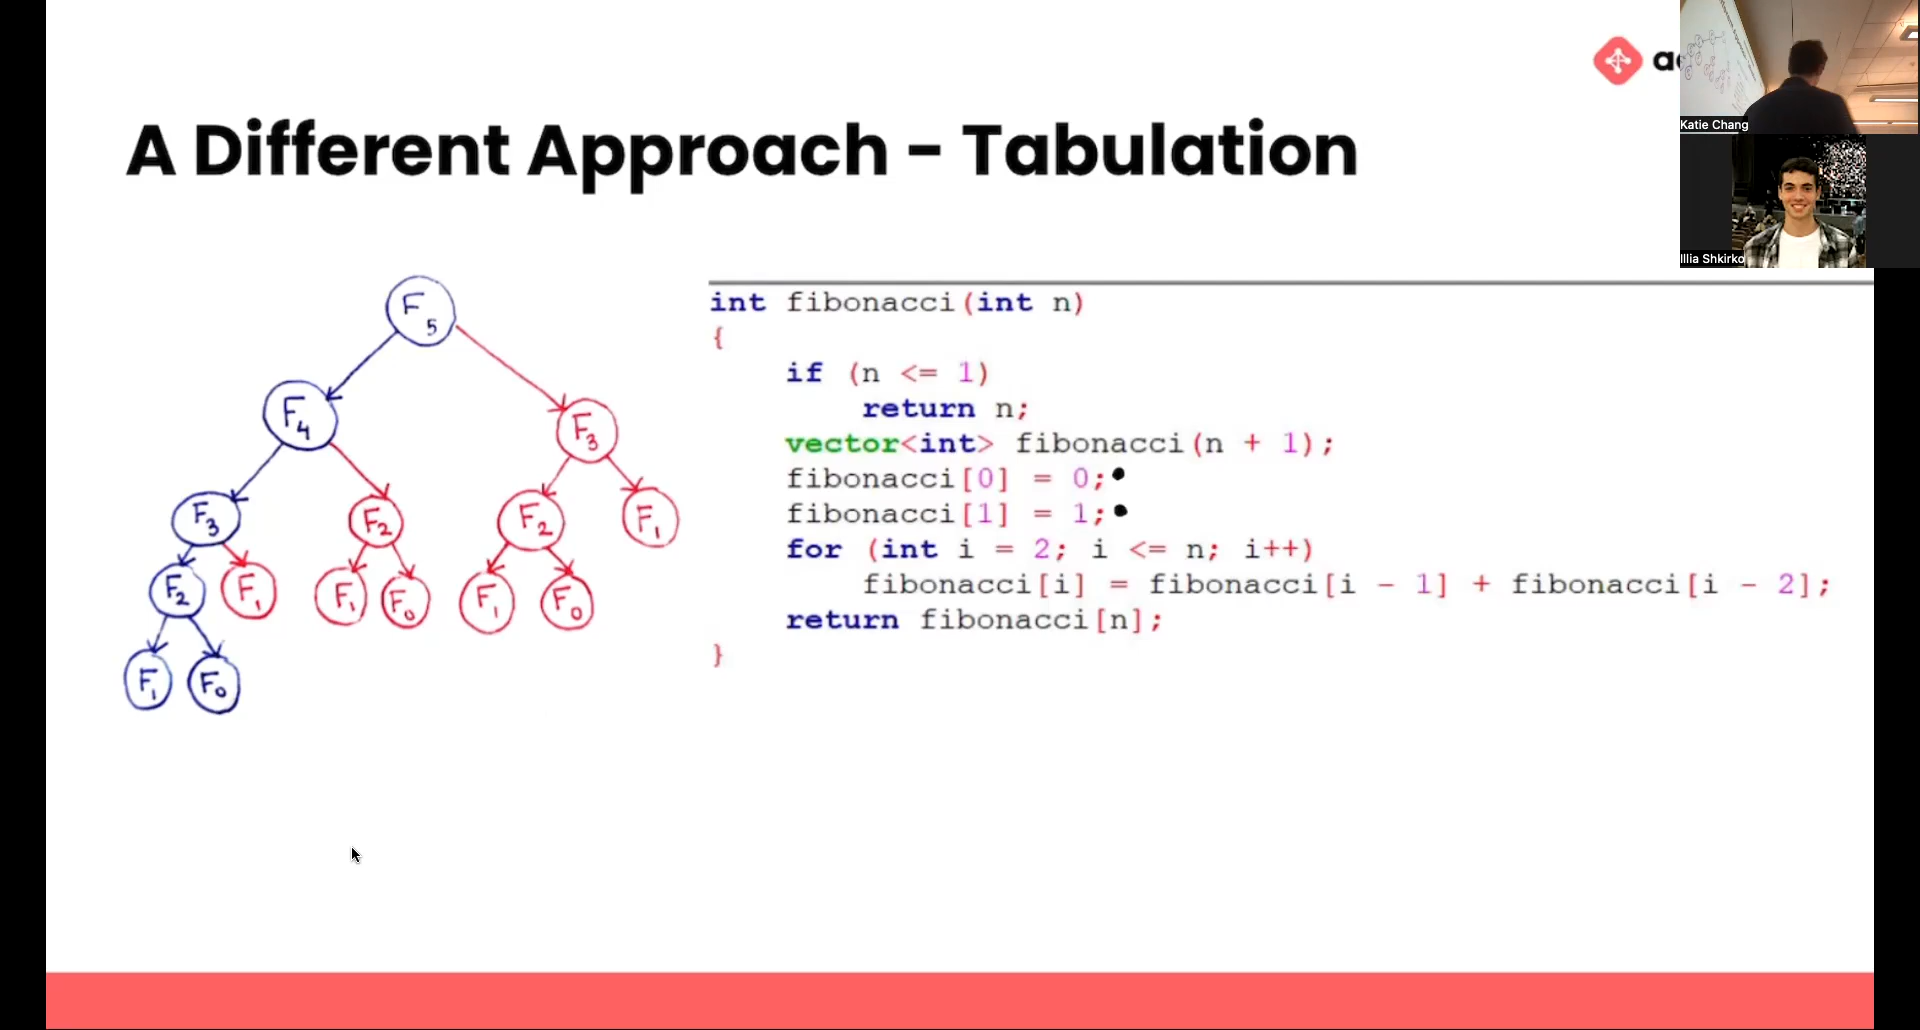 A Different Approach - Tabulation
Katie Chang
Illia Shkirko
F5
F4
F3
F3
F2
F2
F1
F2
F1
F1
F0
F1
F0
F1
F0
int fibonacci(int n)
{
if (n <= 1)
return n;
vector<int> fibonacci(n + 1);
fibonacci[0] = 0;
fibonacci[1] = 1;
for (int i = 2; i <= n; i++)
fibonacci[i] = fibonacci[i - 1] + fibonacci[i - 2];
return fibonacci[n];
}